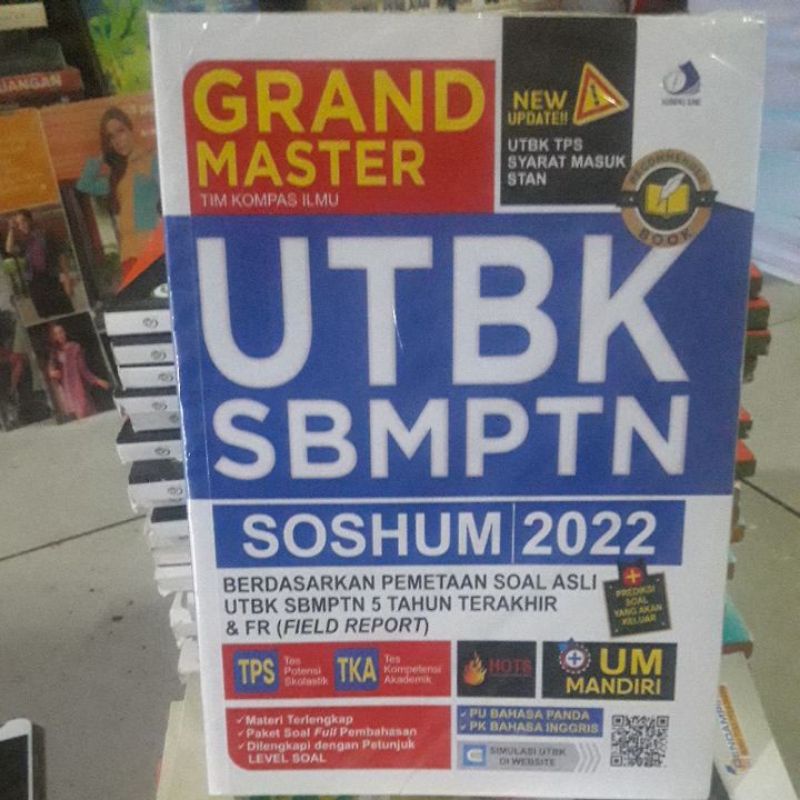 GRAND
MASTER
TIM KOMPAS ILMU
NEW
UPDATE!!
UTBK TPS
SYARAT MASUK
STAN
KOMPAS ILMU
RECOMMENDED
BOOK
UTBK
SBMPTN
SOSHUM 2022
BERDASARKAN PEMETAAN SOAL ASLI
UTBK SBMPTN 5 TAHUN TERAKHIR
& FR (FIELD REPORT)
+
PREDIKSI
SOAL
YANG AKAN
KELUAR
TPS Tes
Potensi
Skolastik
TKA Tes
Kompetensi
Akademik
HOTS
UM
MANDIRI
✓Materi Terlengkap
✓Paket Soal Full Pembahasan
✓Dilengkapi dengan Petunjuk
LEVEL SOAL
✓PU BAHASA PANDA
✓PK BAHASA INGGRIS
SIMULASI UTBK
DI WEBSITE